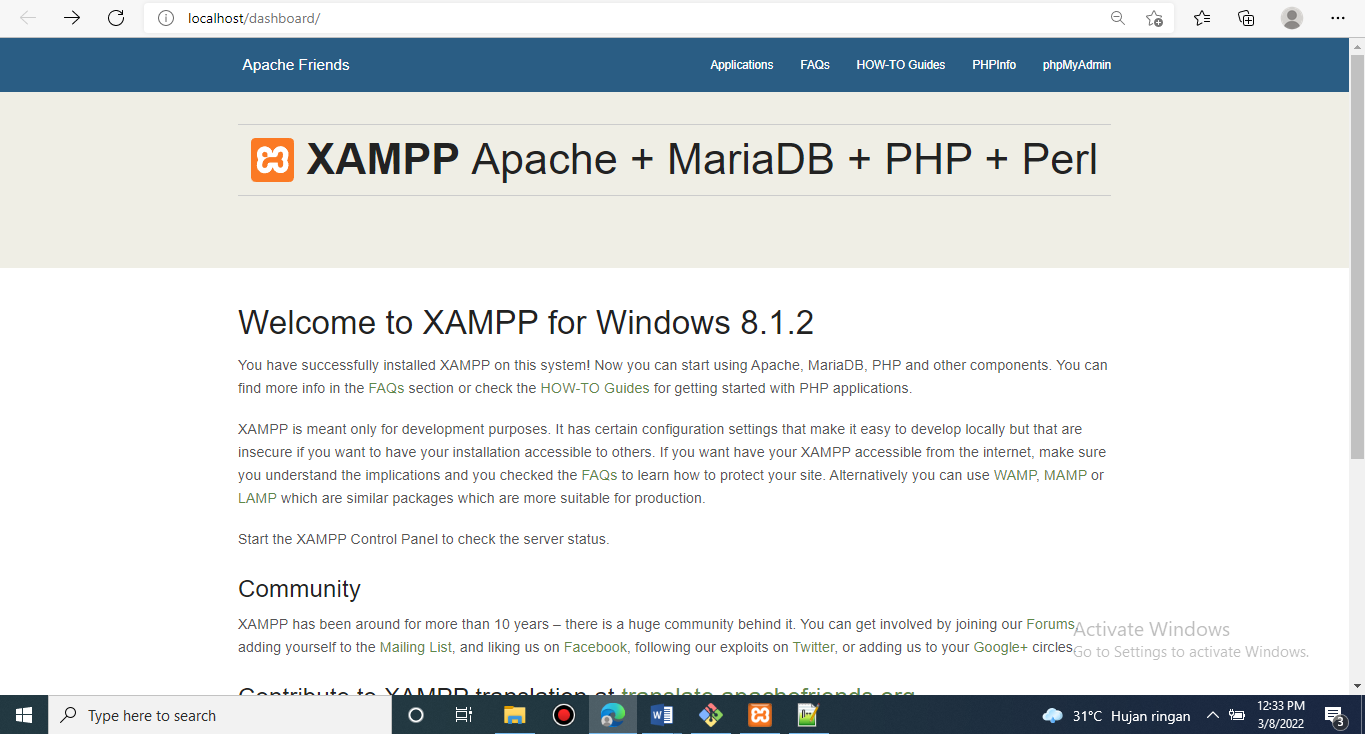 localhost/dashboard/
Apache Friends
Applications FAQs HOW-TO Guides PHPInfo phpMyAdmin
XAMPP Apache + MariaDB + PHP + Perl
Welcome to XAMPP for Windows 8.1.2
You have successfully installed XAMPP on this system! Now you can start using Apache, MariaDB, PHP and other components. You can
find more info in the FAQs section or check the HOW-TO Guides for getting started with PHP applications.
XAMPP is meant only for development purposes. It has certain configuration settings that make it easy to develop locally but that are
insecure if you want to have your installation accessible to others. If you want have your XAMPP accessible from the internet, make sure
you understand the implications and you checked the FAQs to learn how to protect your site. Alternatively you can use WAMP, MAMP or
LAMP which are similar packages which are more suitable for production.
Start the XAMPP Control Panel to check the server status.
Community
XAMPP has been around for more than 10 years – there is a huge community behind it. You can get involved by joining our Forums,
adding yourself to the Mailing List, and liking us on Facebook, following our exploits on Twitter, or adding us to your Google+ circles.
Activate Windows
Go to Settings to activate Windows.
Contribute to XAMPP translation at translate.apachefriends.org
Type here to search
31°C Hujan ringan
12:33 PM
3/8/2022
3